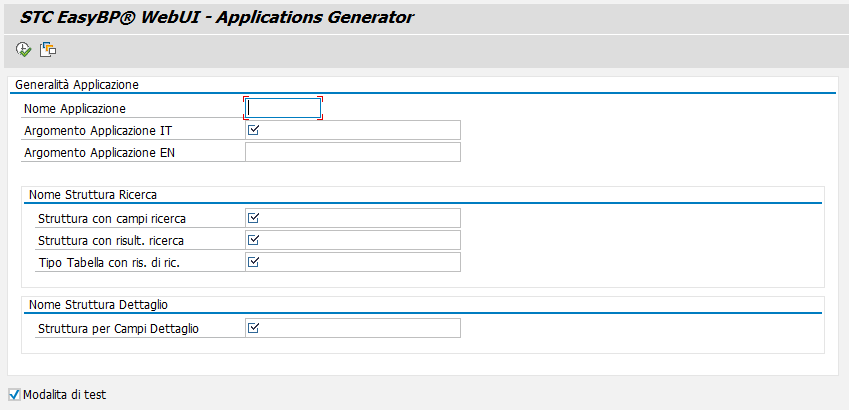 STC EasyBP® WebUI - Applications Generator
Generalità Applicazione
Nome Applicazione
Argomento Applicazione IT
Argomento Applicazione EN
Nome Struttura Ricerca
Struttura con campi ricerca
Struttura con risult. ricerca
Tipo Tabella con ris. di ric.
Nome Struttura Dettaglio
Struttura per Campi Dettaglio
Modalita di test